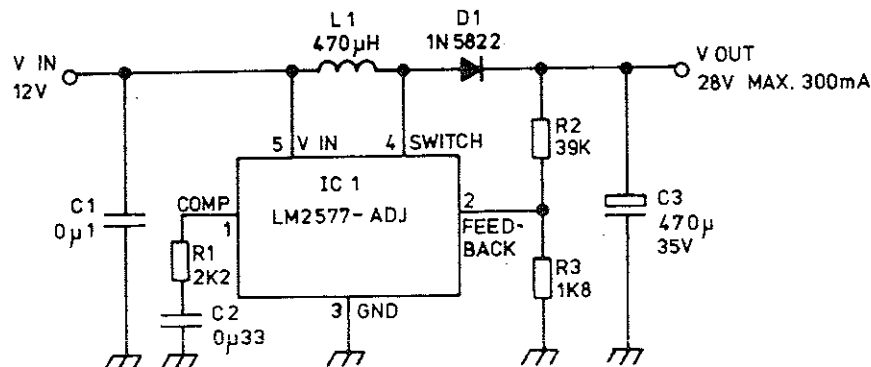 L1
470µH
D1
1N5822
V IN
12V
V OUT
28V MAX. 300mA
5 V IN
4 SWITCH
R2
39K
IC 1
LM2577-ADJ
COMP
1
2
FEED-
BACK
C1
0µ1
R1
2K2
C2
0µ33
3 GND
R3
1K8
C3
470µ
35V